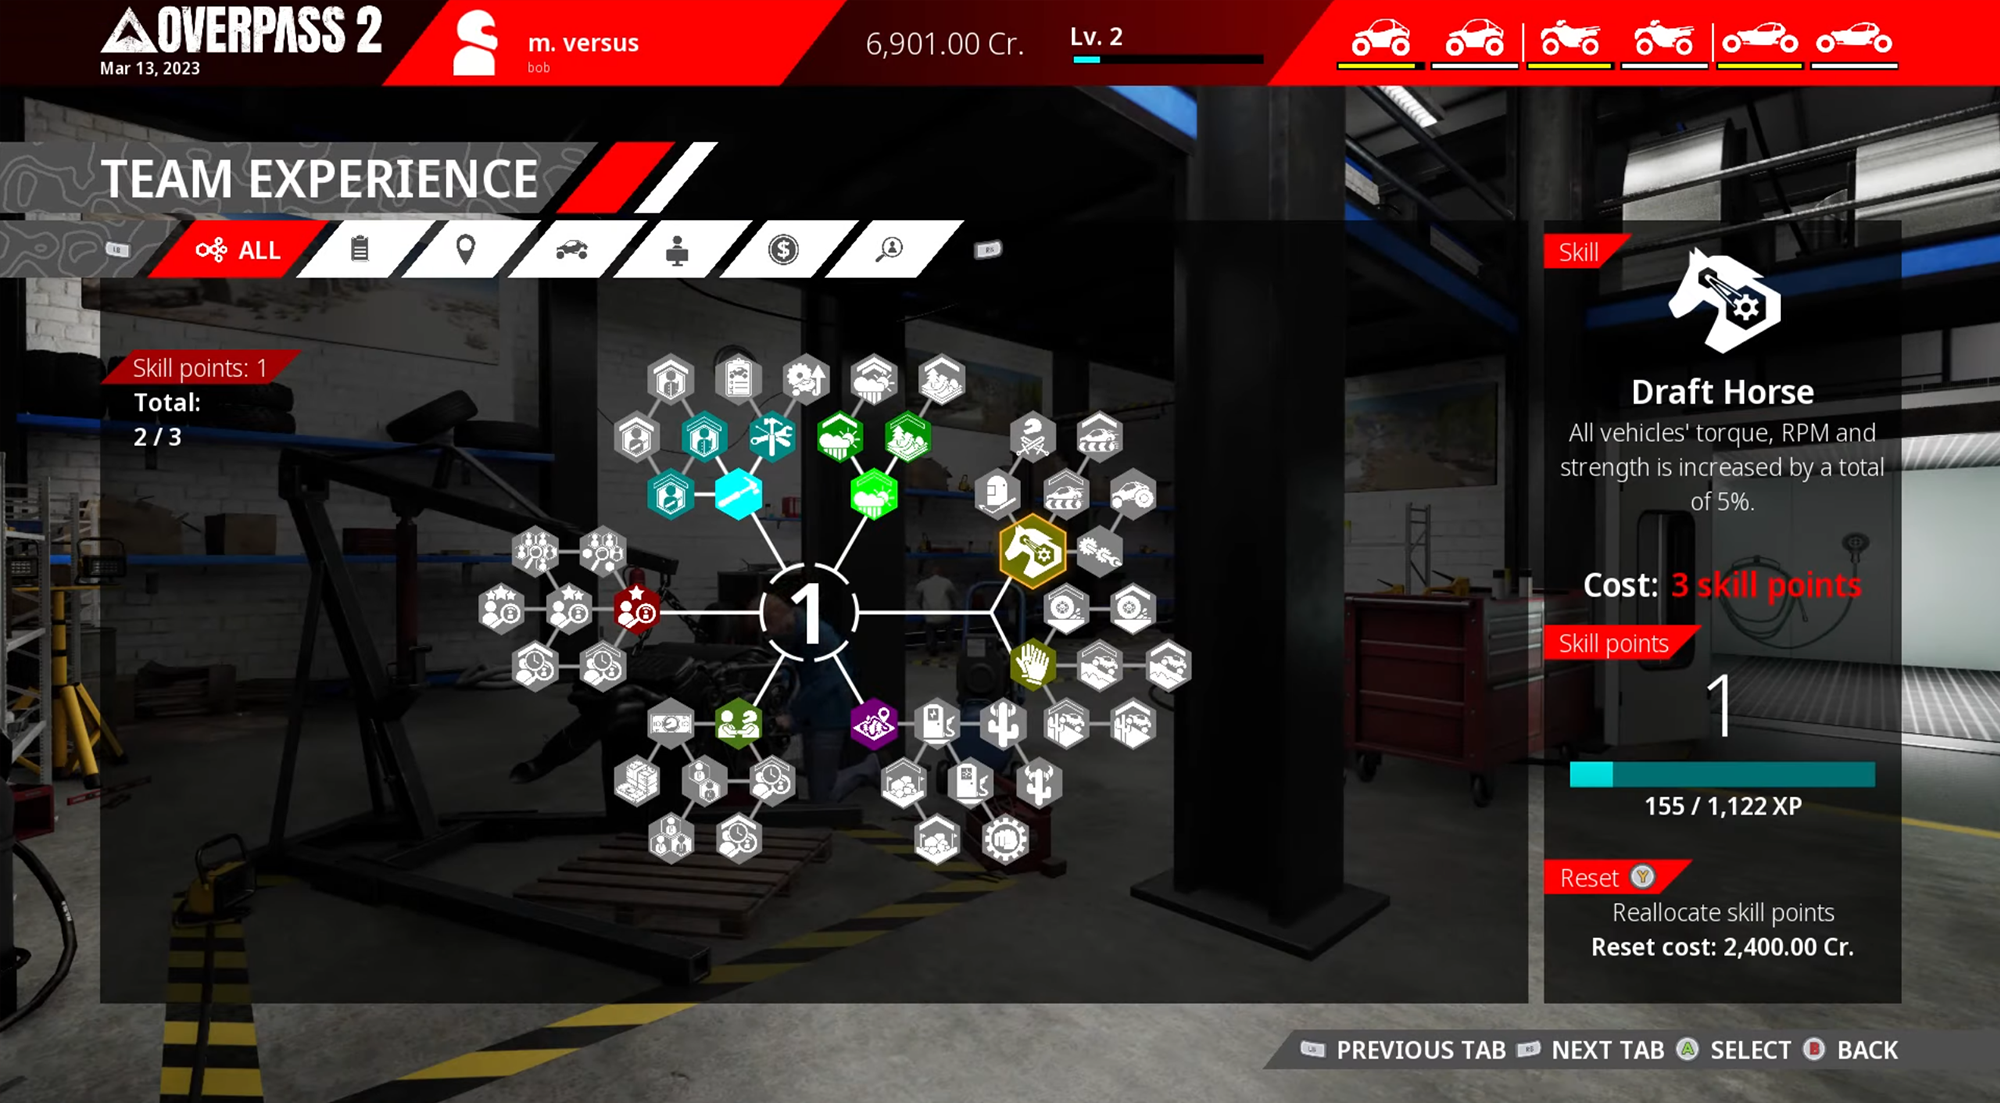 OVERPASS 2
Mar 13, 2023
m. versus
bob
6,901.00 Cr.
Lv. 2
TEAM EXPERIENCE
ALL
Skill points: 1
Total:
2 / 3
1
Skill
Draft Horse
All vehicles' torque, RPM and
strength is increased by a total
of 5%.
Cost: 3 skill points
Skill points
1
155 / 1,122 XP
Reset Y
Reallocate skill points
Reset cost: 2,400.00 Cr.
PREVIOUS TAB NEXT TAB A SELECT B BACK